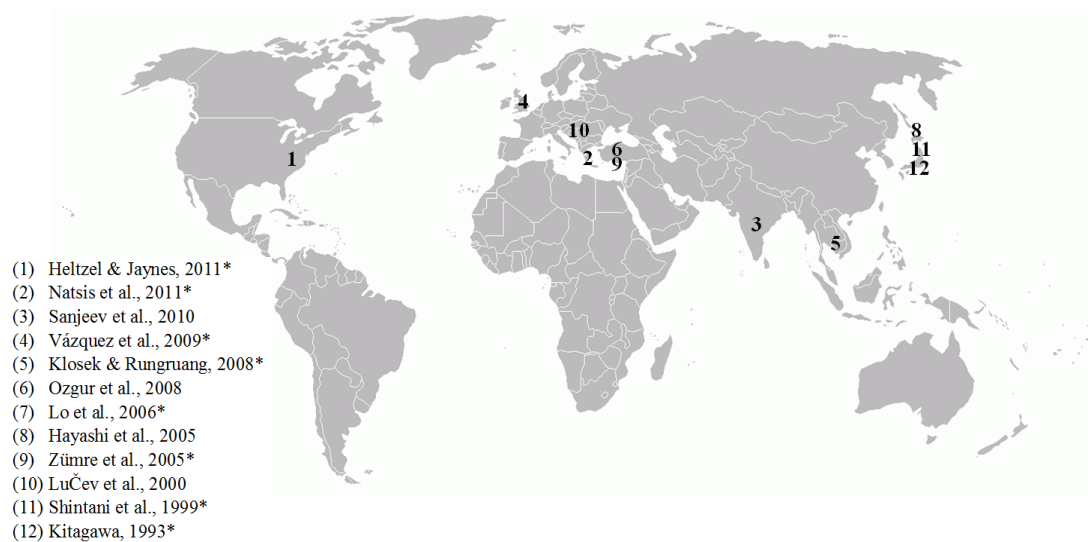 4
10
8
1
6
11
2
9
12
3
5
(1) Heltzel & Jaynes, 2011*
(2) Natsis et al., 2011*
(3) Sanjeev et al., 2010
(4) Vázquez et al., 2009*
(5) Klosek & Rungruang, 2008*
(6) Ozgur et al., 2008
(7) Lo et al., 2006*
(8) Hayashi et al., 2005
(9) Zümre et al., 2005*
(10) LuČev et al., 2000
(11) Shintani et al., 1999*
(12) Kitagawa, 1993*